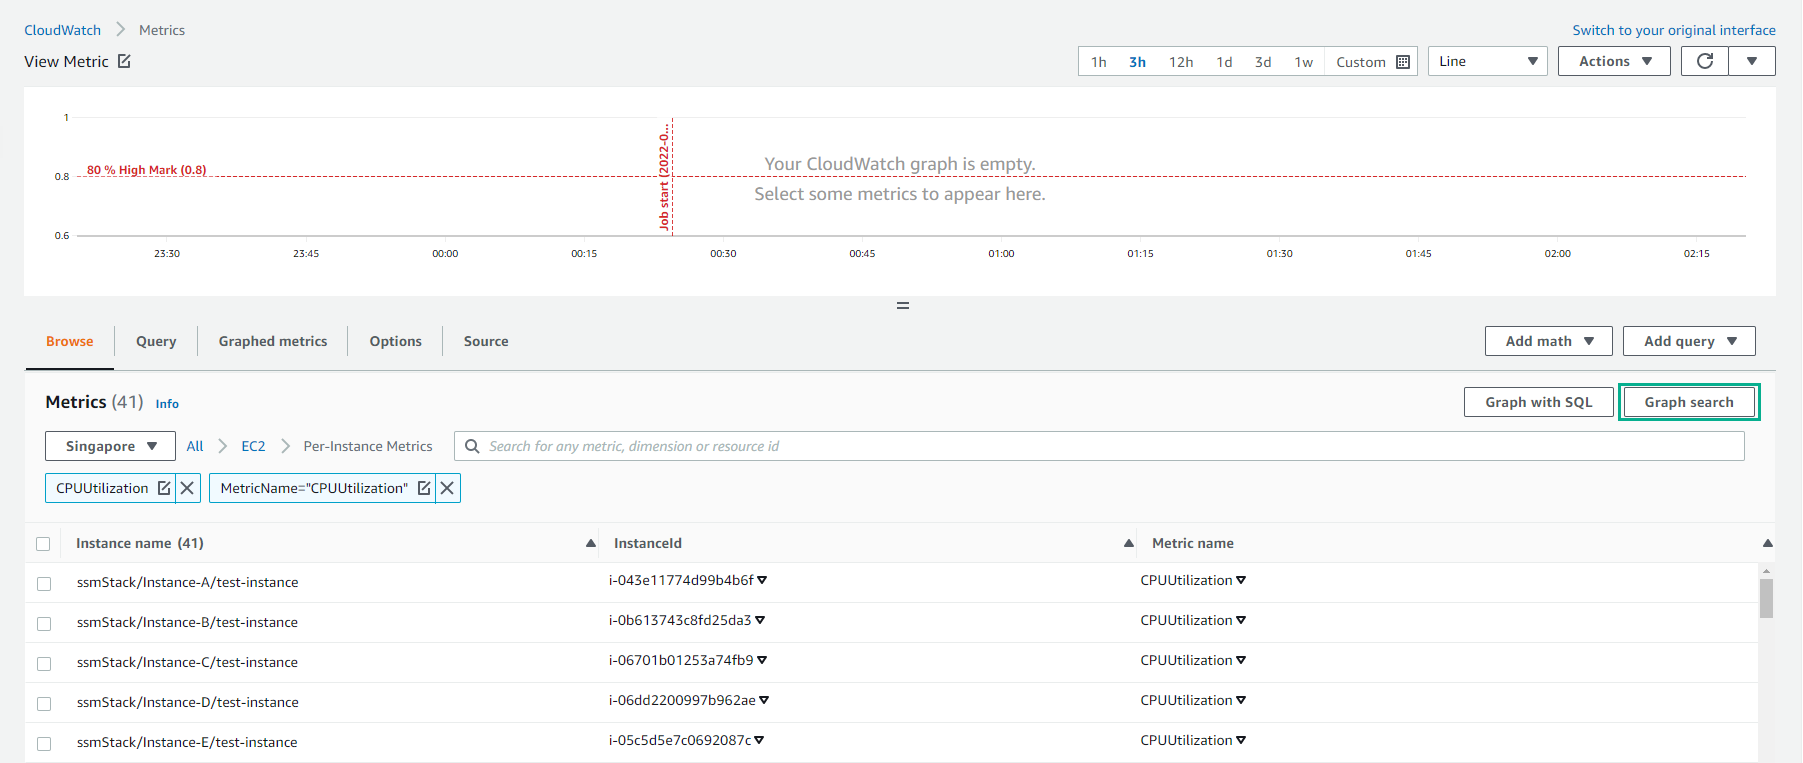 CloudWatch > Metrics
Switch to your original interface
View Metric
1h 3h 12h 1d 3d 1w Custom Line Actions
1
80 % High Mark (0.8)
0.8
0.6
Job start (2022-0...
Your CloudWatch graph is empty.
Select some metrics to appear here.
23:30 23:45 00:00 00:15 00:30 00:45 01:00 01:15 01:30 01:45 02:00 02:15
Browse Query Graphed metrics Options Source Add math Add query
Metrics (41) Info Graph with SQL Graph search
Singapore All > EC2 > Per-Instance Metrics Search for any metric, dimension or resource id
CPUUtilization MetricName="CPUUtilization"
Instance name (41) InstanceId Metric name
ssmStack/Instance-A/test-instance i-043e11774d99b4b6f CPUUtilization
ssmStack/Instance-B/test-instance i-0b613743c8fd25da3 CPUUtilization
ssmStack/Instance-C/test-instance i-06701b01253a74fb9 CPUUtilization
ssmStack/Instance-D/test-instance i-06dd2200997b962ae CPUUtilization
ssmStack/Instance-E/test-instance i-05c5d5e7c0692087c CPUUtilization